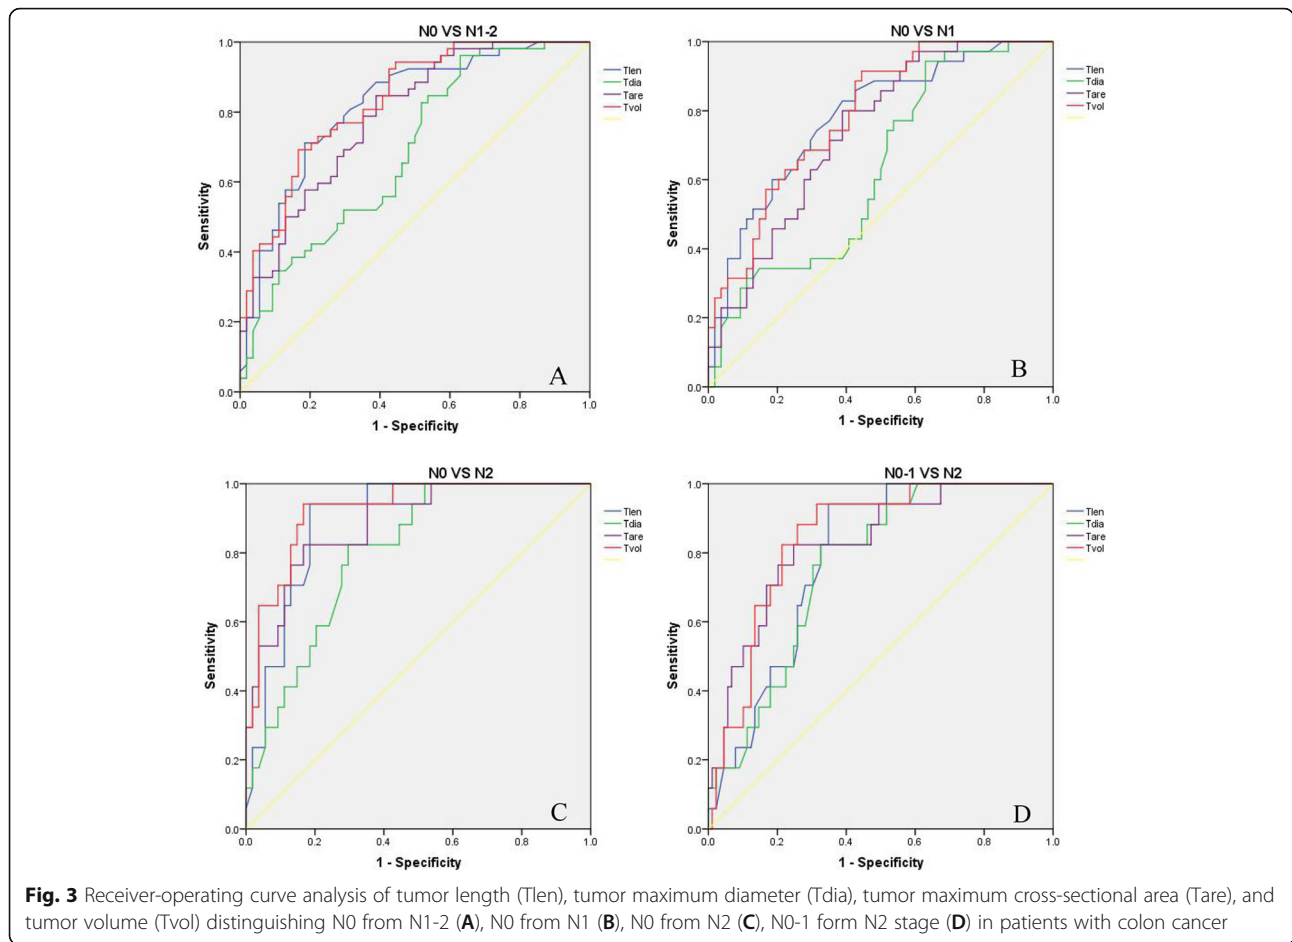 N0 VS N1-2
1.0
0.8
0.6
0.4
0.2
0.0
Sensitivity
0.0 0.2 0.4 0.6 0.8 1.0
1 - Specificity
Tlen
Tdia
Tare
Tvol
A
N0 VS N1
1.0
0.8
0.6
0.4
0.2
0.0
Sensitivity
0.0 0.2 0.4 0.6 0.8 1.0
1 - Specificity
Tlen
Tdia
Tare
Tvol
B
N0 VS N2
1.0
0.8
0.6
0.4
0.2
0.0
Sensitivity
0.0 0.2 0.4 0.6 0.8 1.0
1 - Specificity
Tlen
Tdia
Tare
Tvol
C
N0-1 VS N2
1.0
0.8
0.6
0.4
0.2
0.0
Sensitivity
0.0 0.2 0.4 0.6 0.8 1.0
1 - Specificity
Tlen
Tdia
Tare
Tvol
D
Fig. 3 Receiver-operating curve analysis of tumor length (Tlen), tumor maximum diameter (Tdia), tumor maximum cross-sectional area (Tare), and
tumor volume (Tvol) distinguishing N0 from N1-2 (A), N0 from N1 (B), N0 from N2 (C), N0-1 form N2 stage (D) in patients with colon cancer